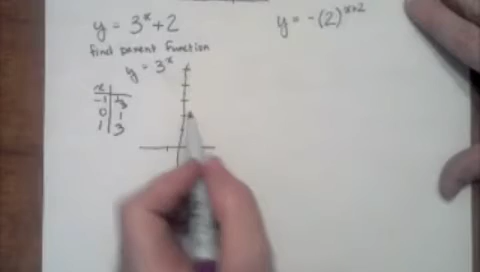 y = 3^x + 2
y = -(2)^{x+2}
find parent function
y = 3^x
x
-1 1/3
0 1
1 3